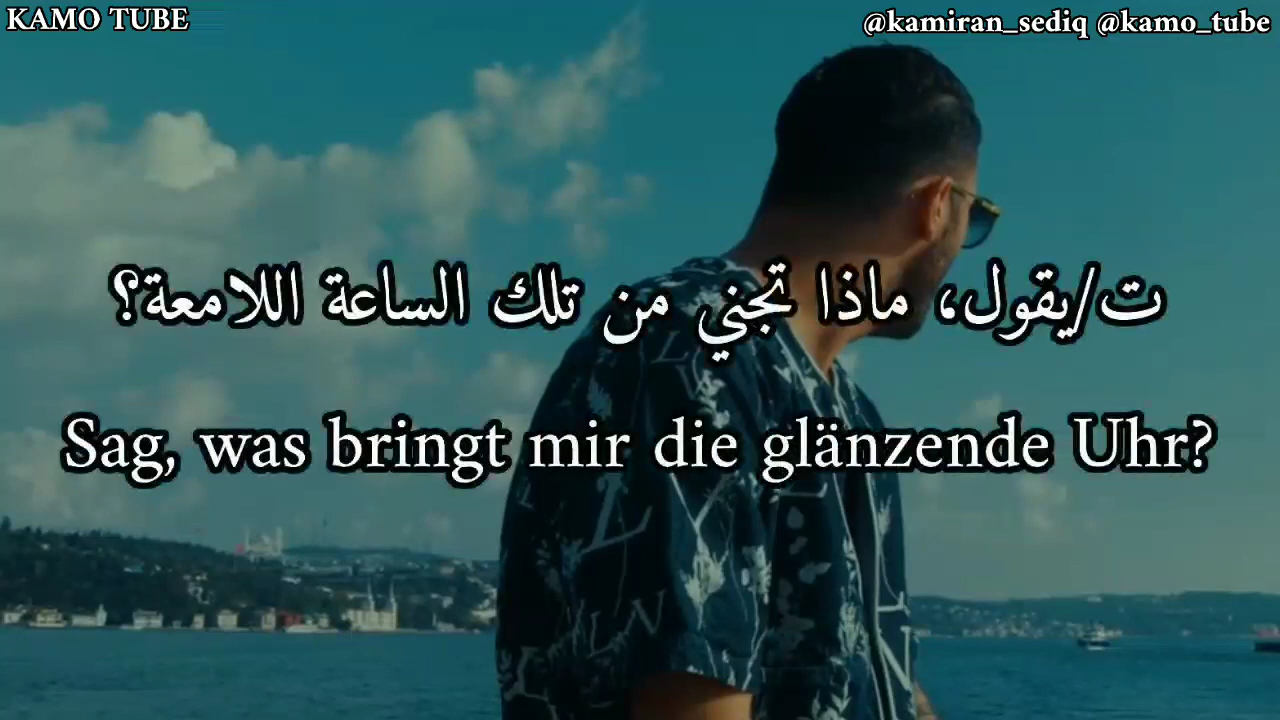 KAMO TUBE
@kamiran_sediq @kamo_tube
ت/يقول، ماذا تجني من تلك الساعة اللامعة؟
Sag, was bringt mir die glänzende Uhr?